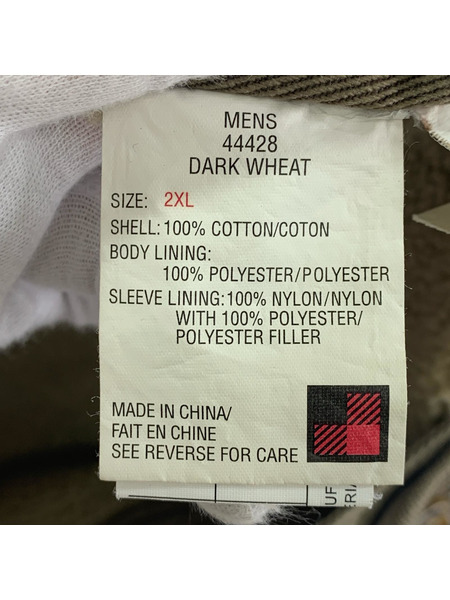 MENS
44428
DARK WHEAT
SIZE: 2XL
SHELL: 100% COTTON/COTON
BODY LINING:
100% POLYESTER/POLYESTER
SLEEVE LINING:100% NYLON/NYLON
WITH 100% POLYESTER/
POLYESTER FILLER
MADE IN CHINA/
FAIT EN CHINE
SEE REVERSE FOR CARE